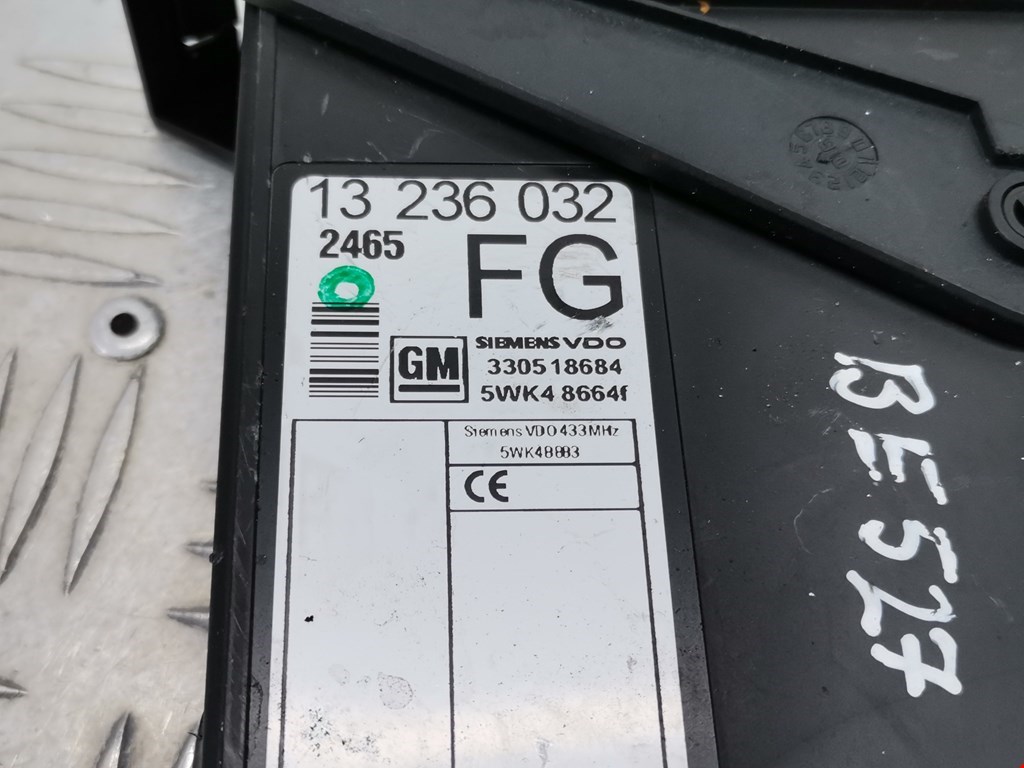 13 236 032
2465
FG
GM
SIEMENS VDO
330518684
5WK4 8664f
Siemens VDO 433MHz
5WK48883
CE
BE527